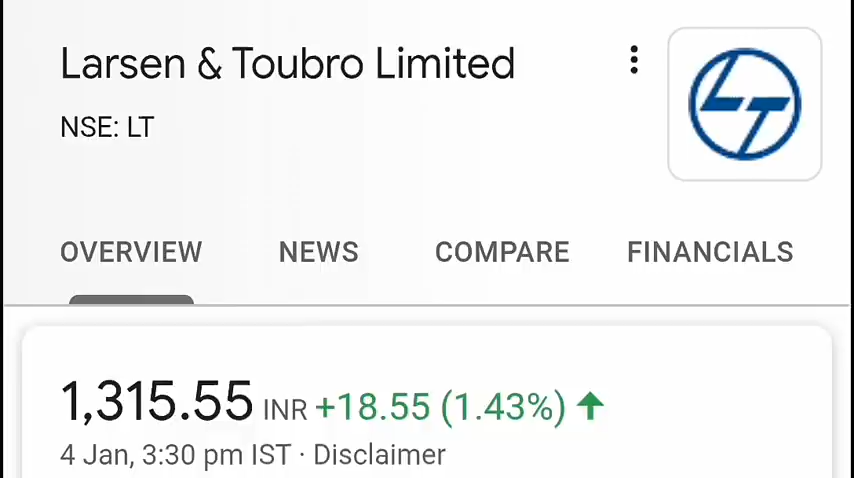 Larsen & Toubro Limited
NSE: LT
LT
OVERVIEW NEWS COMPARE FINANCIALS
1,315.55 INR +18.55 (1.43%) ↑
4 Jan, 3:30 pm IST · Disclaimer